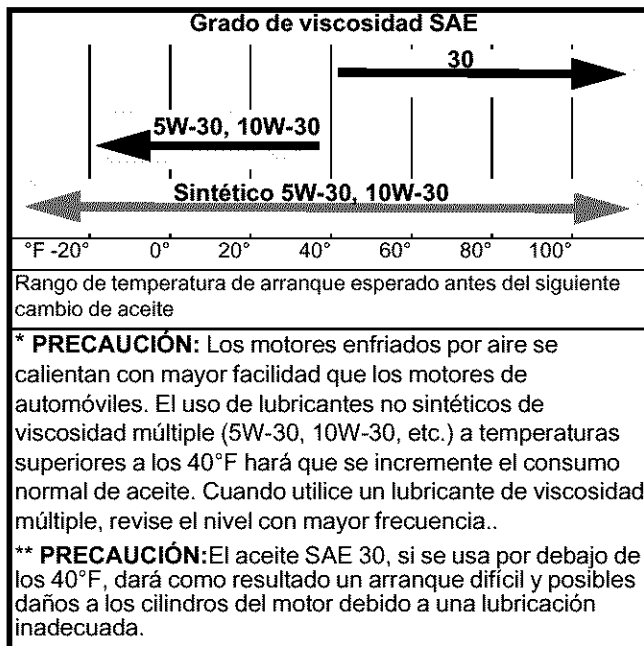 Grado de viscosidad SAE
30
5W-30, 10W-30
Sintético 5W-30, 10W-30
°F -20° 0° 20° 40° 60° 80° 100°
Rango de temperatura de arranque esperado antes del siguiente
cambio de aceite
* PRECAUCIÓN: Los motores enfriados por aire se
calientan con mayor facilidad que los motores de
automóviles. El uso de lubricantes no sintéticos de
viscosidad múltiple (5W-30, 10W-30, etc.) a temperaturas
superiores a los 40°F hará que se incremente el consumo
normal de aceite. Cuando utilice un lubricante de viscosidad
múltiple, revise el nivel con mayor frecuencia..
** PRECAUCIÓN:El aceite SAE 30, si se usa por debajo de
los 40°F, dará como resultado un arranque difícil y posibles
daños a los cilindros del motor debido a una lubricación
inadecuada.